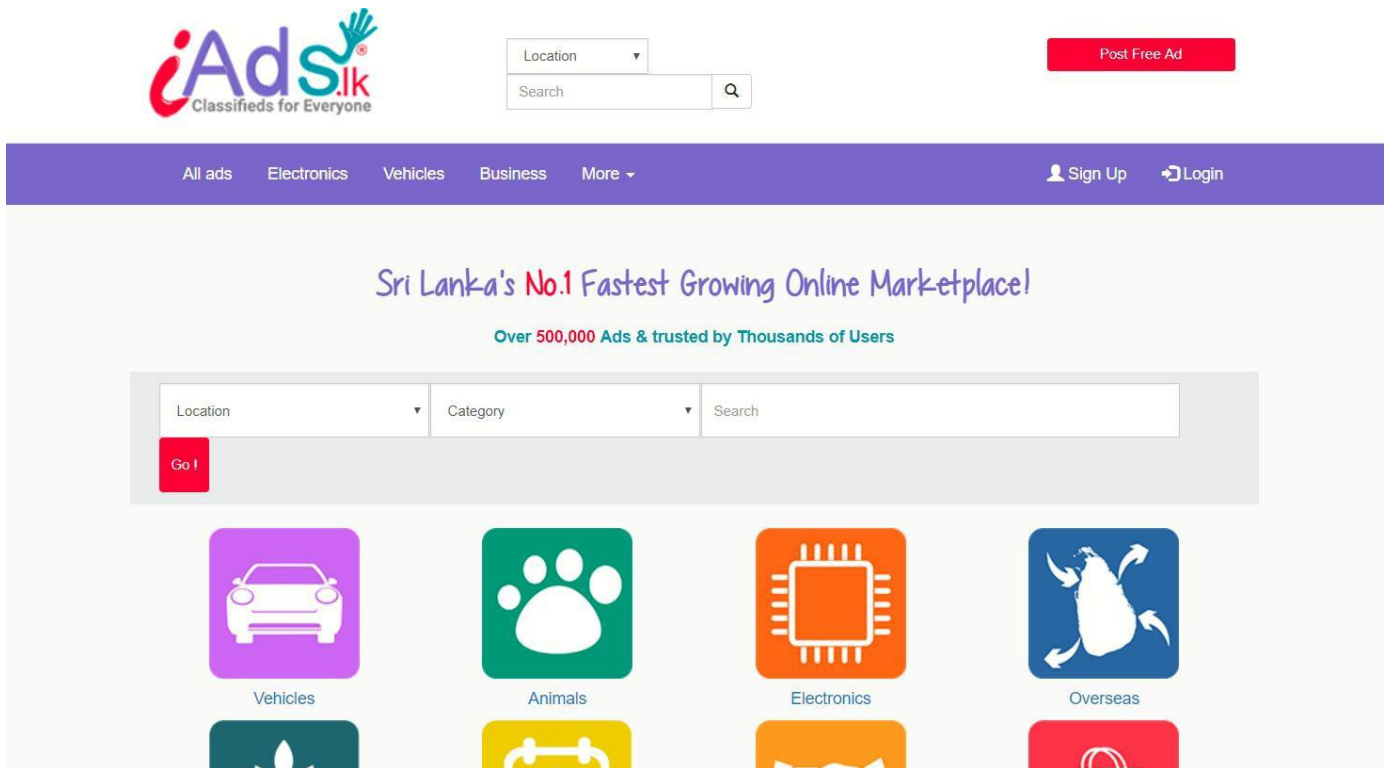 iAds.lk
®
Classifieds for Everyone
Location
Search
Post Free Ad
All ads Electronics Vehicles Business More
Sign Up Login
Sri Lanka's No.1 Fastest Growing Online Marketplace!
Over 500,000 Ads & trusted by Thousands of Users
Location Category Search
Go !
Vehicles Animals Electronics Overseas